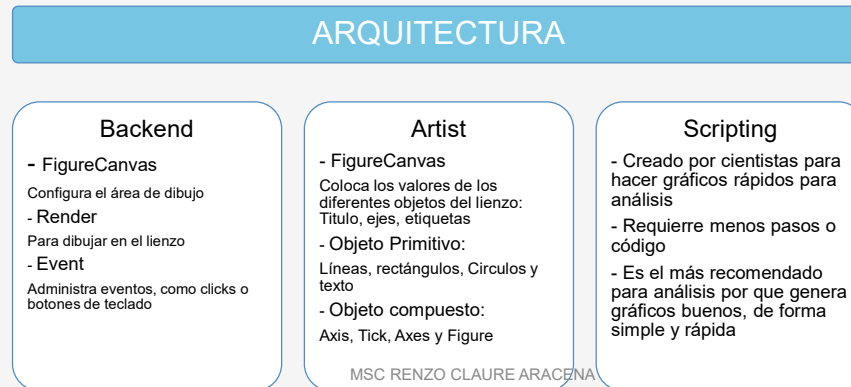 ARQUITECTURA
Backend
- FigureCanvas
Configura el área de dibujo
- Render
Para dibujar en el lienzo
- Event
Administra eventos, como clicks o
botones de teclado
Artist
- FigureCanvas
Coloca los valores de los
diferentes objetos del lienzo:
Titulo, ejes, etiquetas
- Objeto Primitivo:
Líneas, rectángulos, Circulos y
texto
- Objeto compuesto:
Axis, Tick, Axes y Figure
Scripting
- Creado por cientistas para
hacer gráficos rápidos para
análisis
- Requierre menos pasos o
código
- Es el más recomendado
para análisis por que genera
gráficos buenos, de forma
simple y rápida
MSC RENZO CLAURE ARACENA